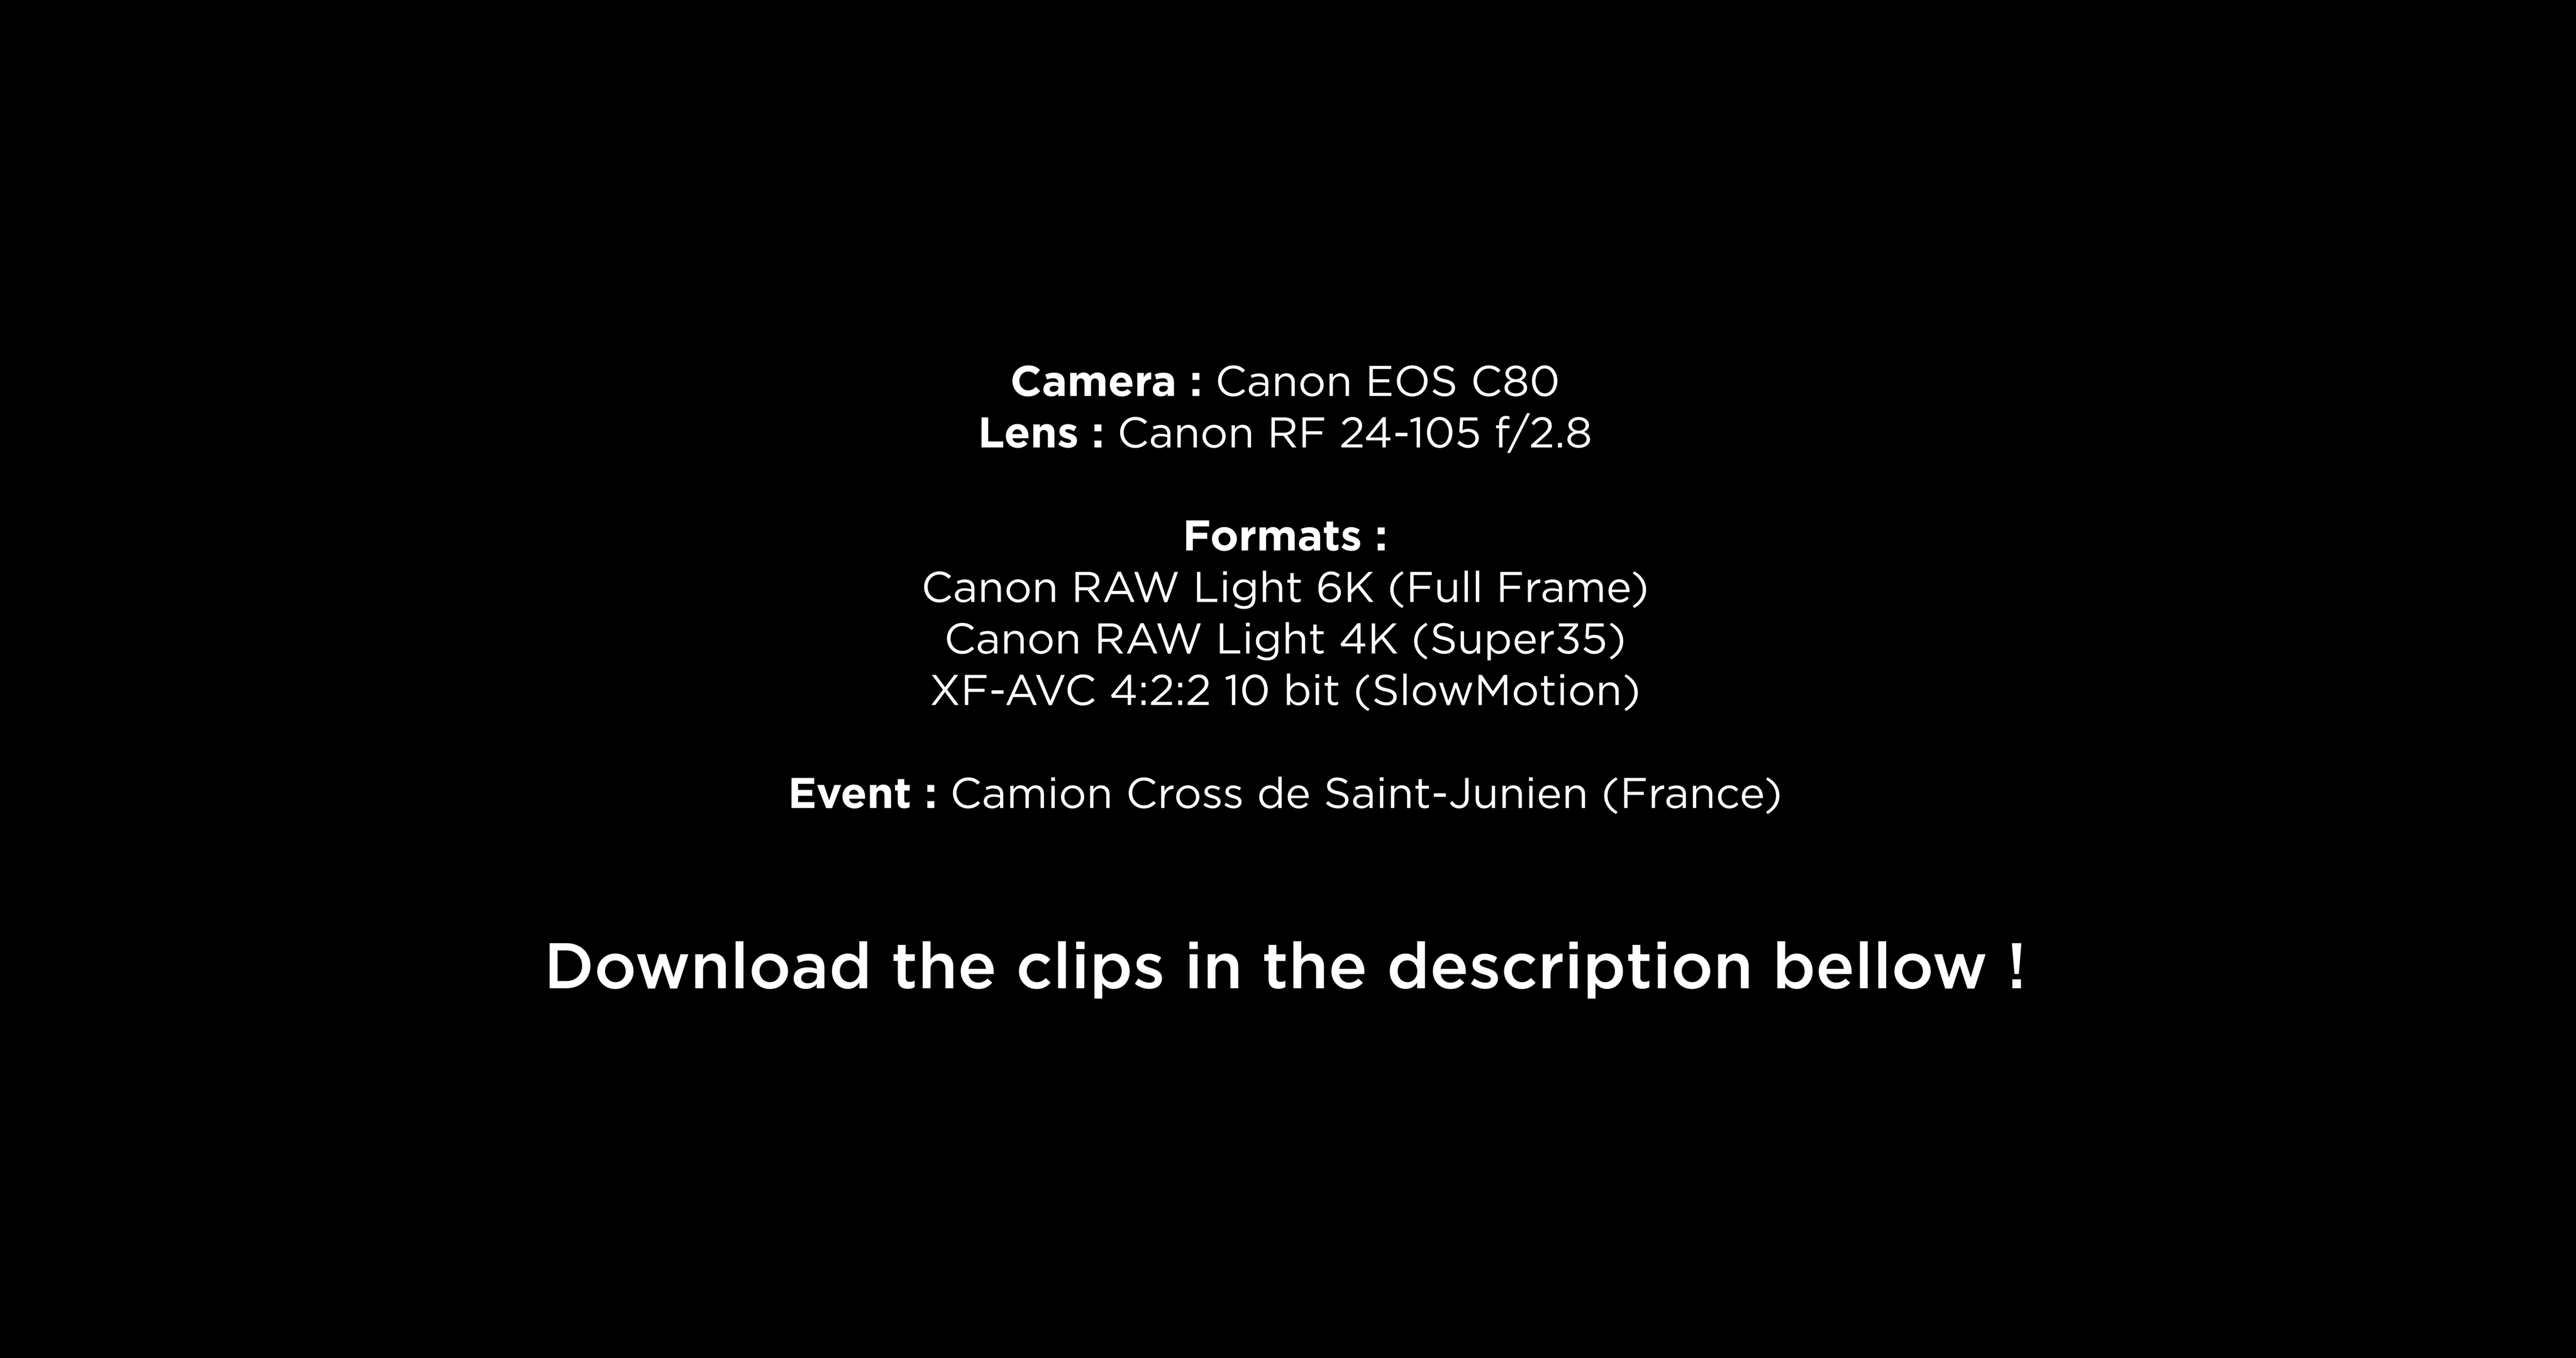 Camera : Canon EOS C80
Lens : Canon RF 24-105 f/2.8
Formats :
Canon RAW Light 6K (Full Frame)
Canon RAW Light 4K (Super35)
XF-AVC 4:2:2 10 bit (SlowMotion)
Event : Camion Cross de Saint-Junien (France)
Download the clips in the description bellow !